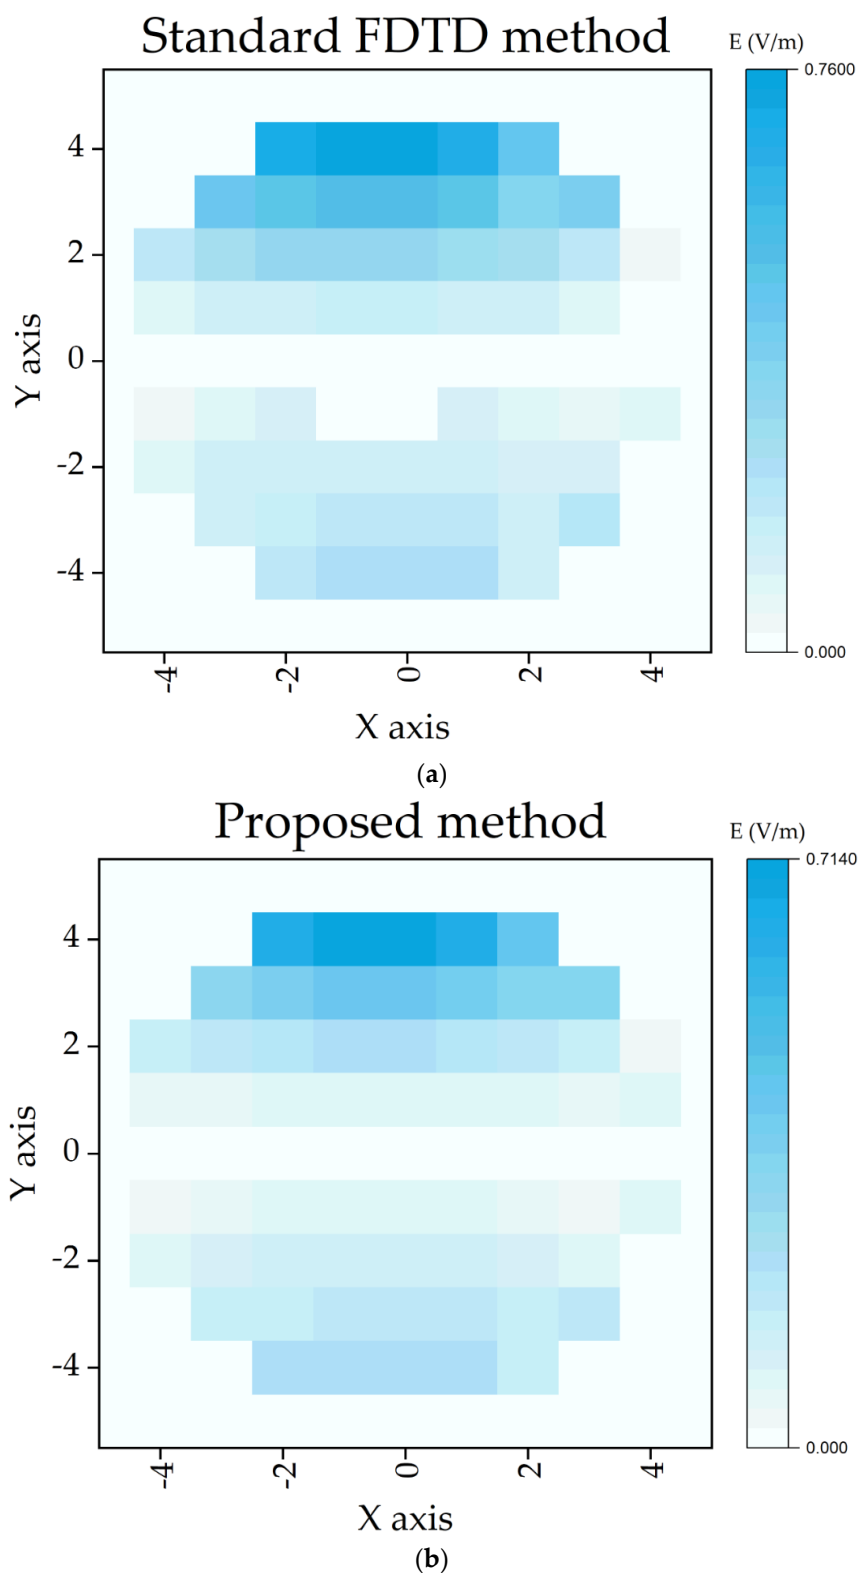 Standard FDTD method
E (V/m)
0.7600
4
2
0
-2
-4
Y axis
0.000
-4
-2
0
2
4
X axis
(a)
Proposed method
E (V/m)
0.7140
4
2
0
-2
-4
Y axis
0.000
-4
-2
0
2
4
X axis
(b)